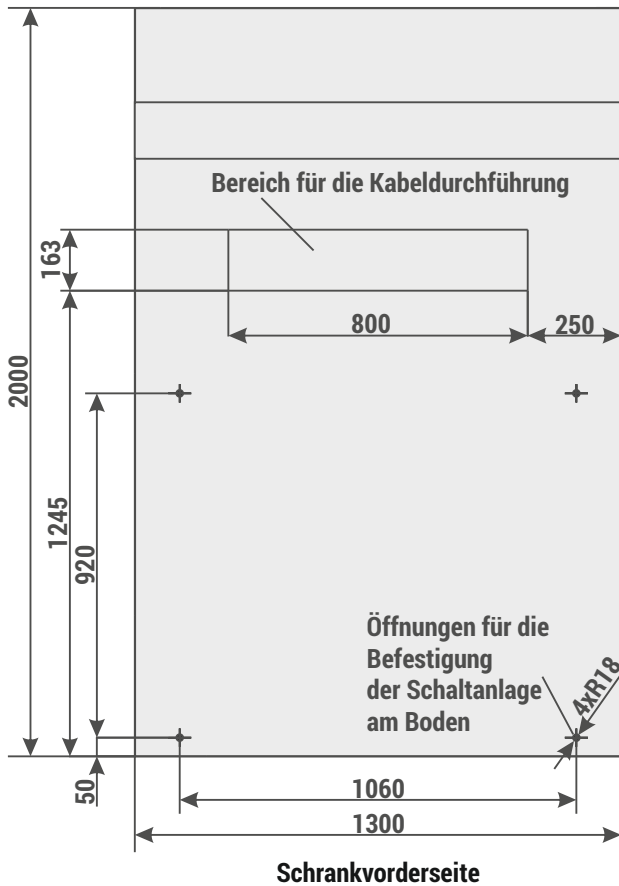 Bereich für die Kabeldurchführung
163
800
250
2000
1245
920
Öffnungen für die
Befestigung
der Schaltanlage
am Boden
4xR18
50
1060
1300
Schrankvorderseite